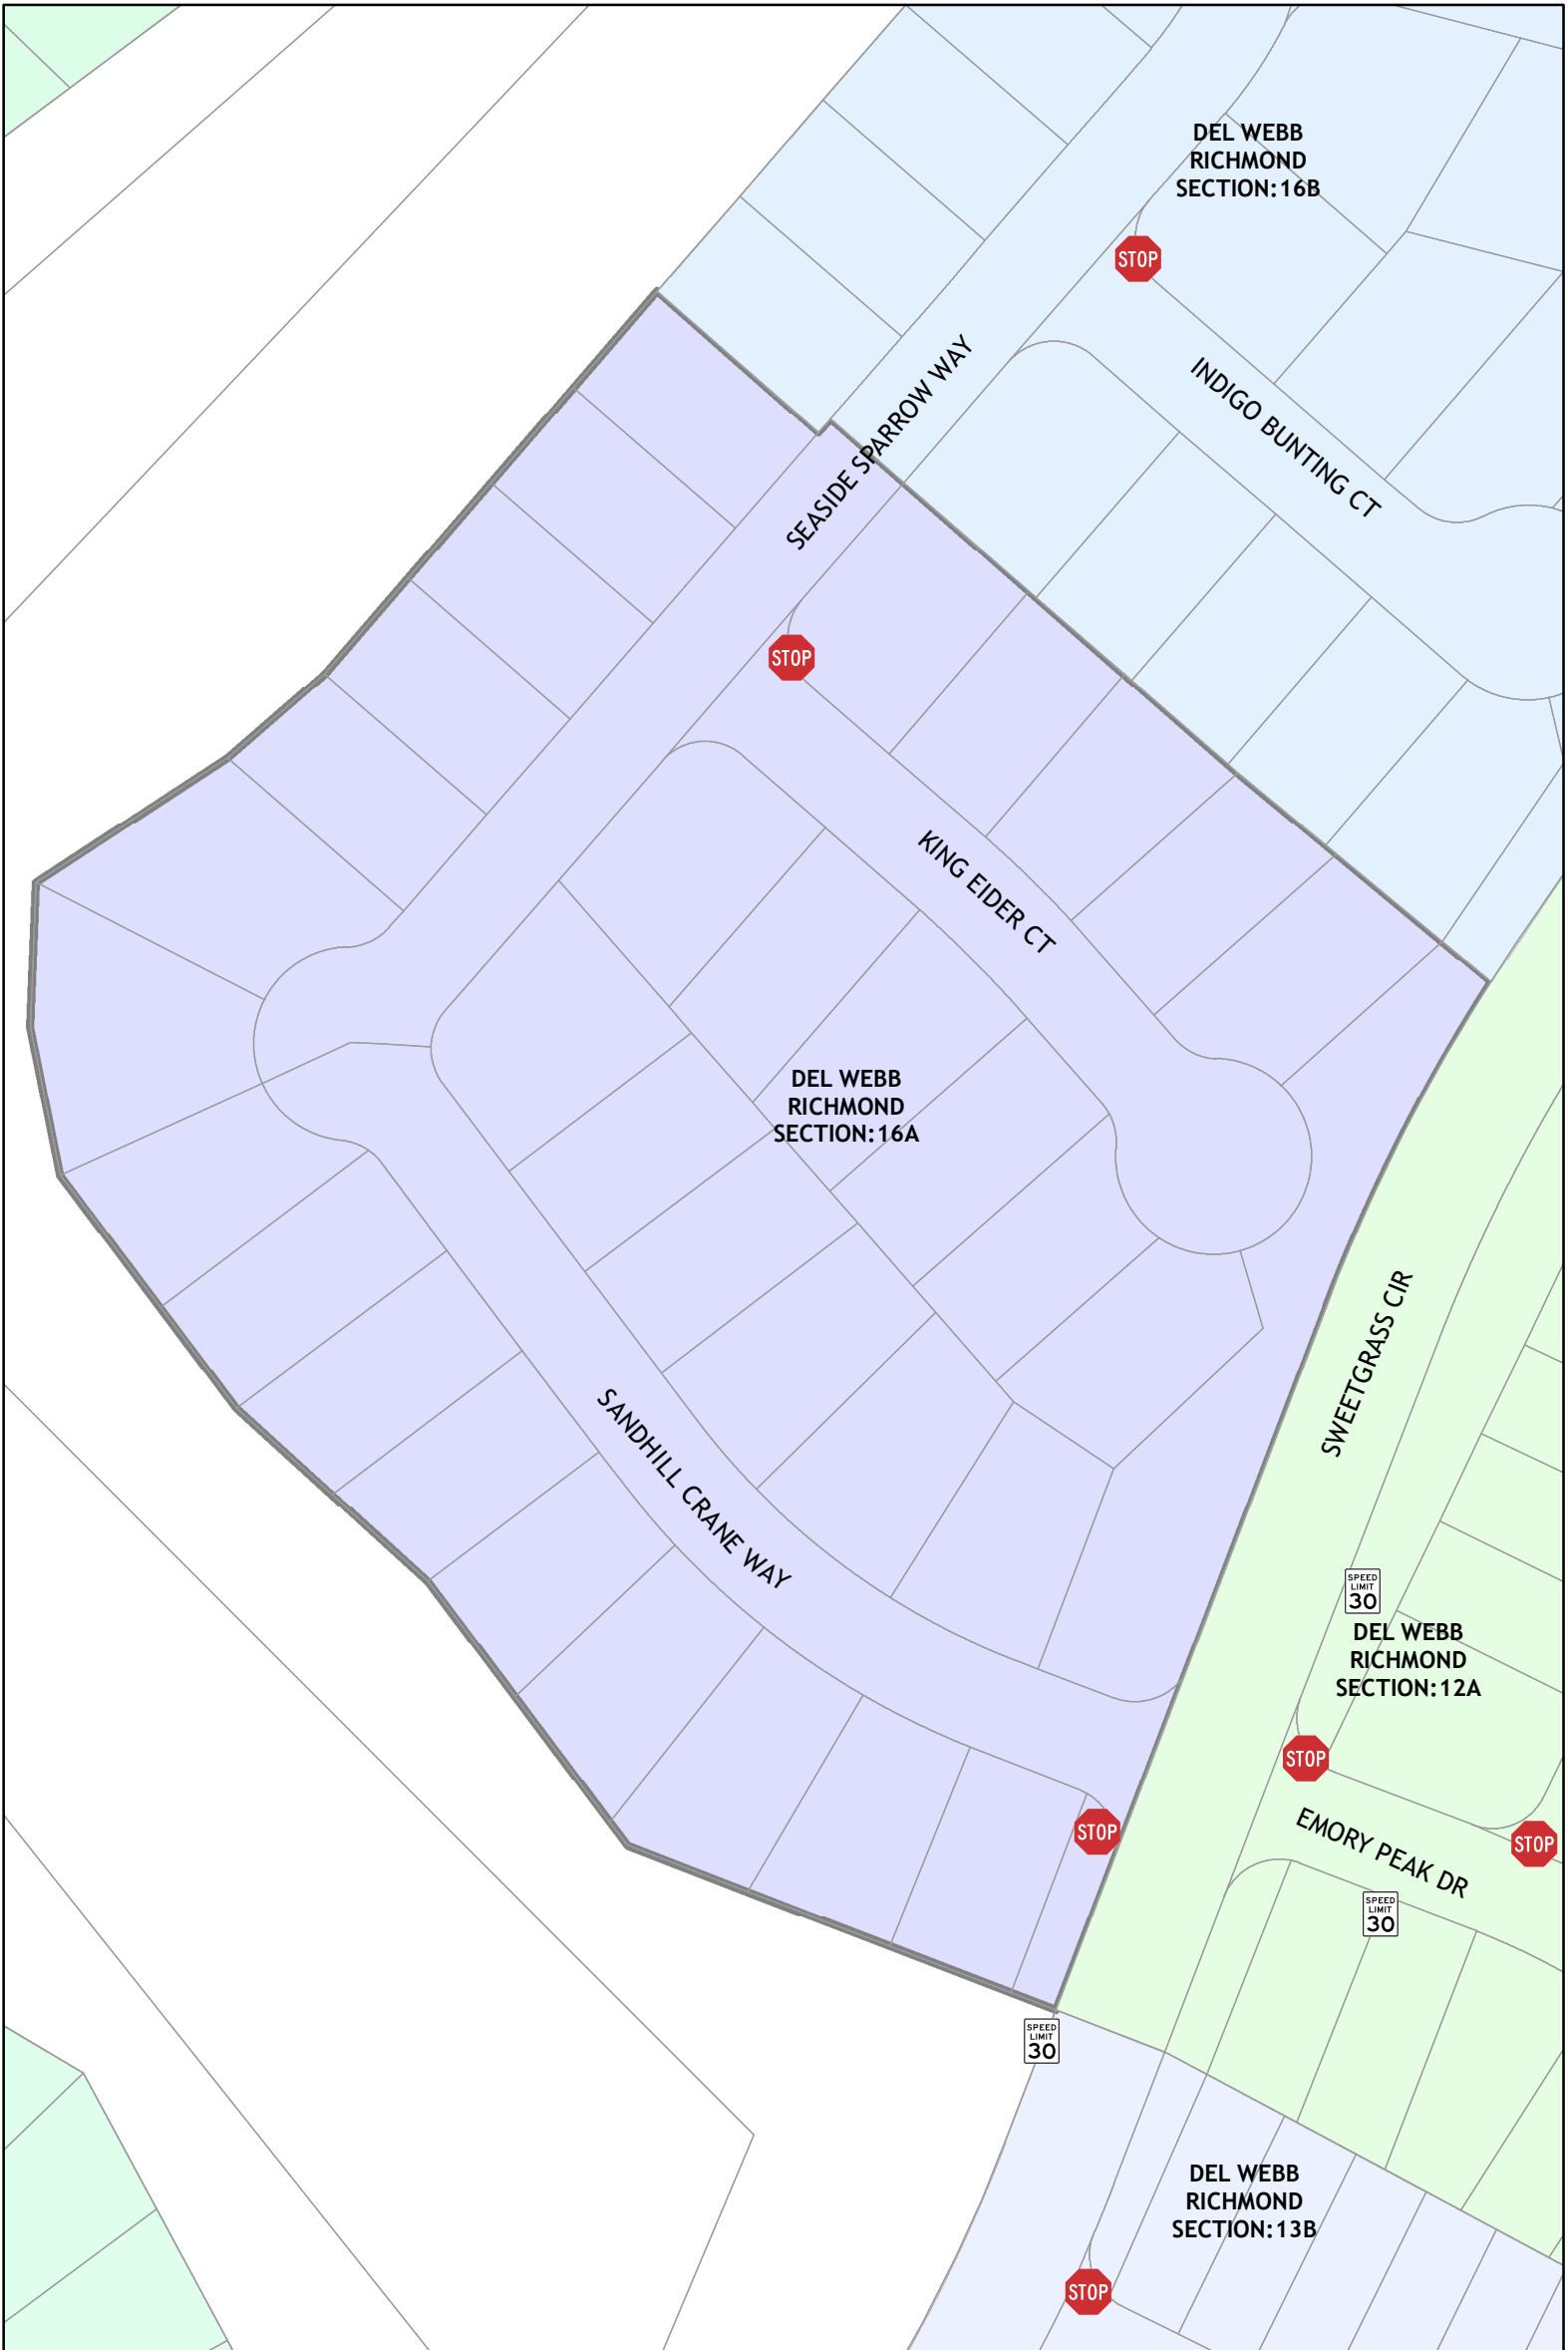 DEL WEBB
RICHMOND
SECTION:16B
STOP
SEASIDE SPARROW WAY
INDIGO BUNTING CT
STOP
KING EIDER CT
DEL WEBB
RICHMOND
SECTION:16A
SWEETGRASS CIR
SANDHILL CRANE WAY
SPEED
LIMIT
30
DEL WEBB
RICHMOND
SECTION:12A
STOP
STOP
STOP
EMORY PEAK DR
SPEED
LIMIT
30
SPEED
LIMIT
30
DEL WEBB
RICHMOND
SECTION:13B
STOP